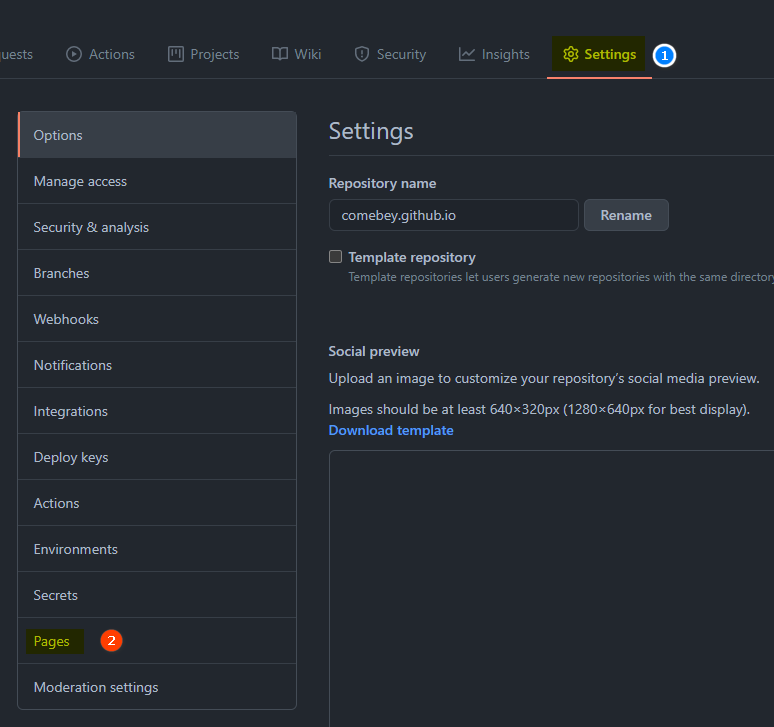 uests
Actions
Projects
Wiki
Security
Insights
Settings
1
Options
Manage access
Security & analysis
Branches
Webhooks
Notifications
Integrations
Deploy keys
Actions
Environments
Secrets
Pages
2
Moderation settings
Settings
Repository name
comebey.github.io
Rename
Template repository
Template repositories let users generate new repositories with the same directory
Social preview
Upload an image to customize your repository’s social media preview.
Images should be at least 640×320px (1280×640px for best display).
Download template